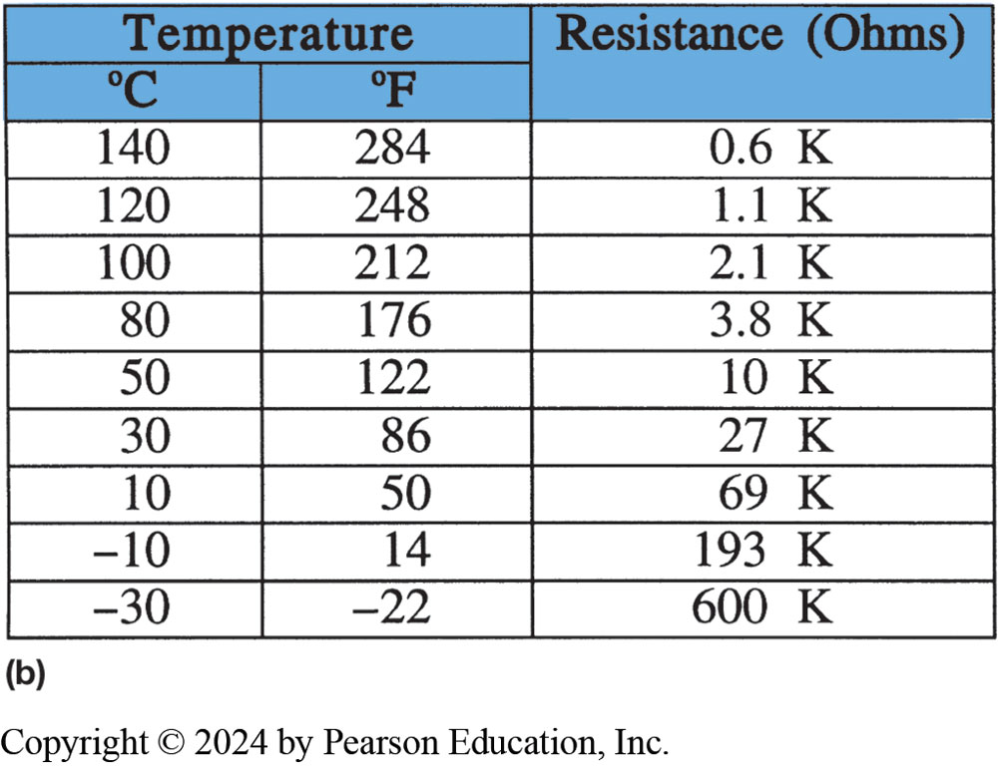 Temperature Resistance (Ohms)
ºC ºF
140 284 0.6 K
120 248 1.1 K
100 212 2.1 K
80 176 3.8 K
50 122 10 K
30 86 27 K
10 50 69 K
–10 14 193 K
–30 –22 600 K
(b)
Copyright © 2024 by Pearson Education, Inc.